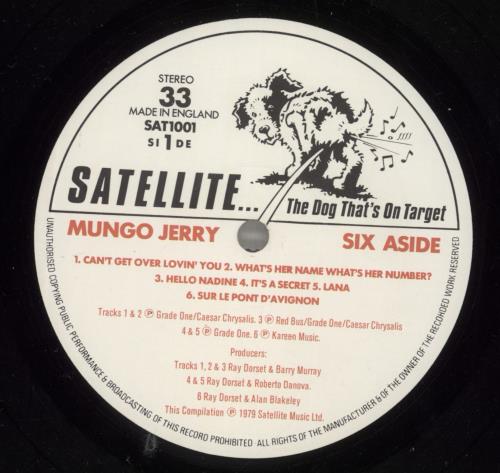 STEREO
33
MADE IN ENGLAND
SAT1001
SI 1 DE
ffff
SATELLITE...
The Dog That's On Target
MUNGO JERRY
SIX ASIDE
1. CAN'T GET OVER LOVIN' YOU 2. WHAT'S HER NAME WHAT'S HER NUMBER?
3. HELLO NADINE 4. IT'S A SECRET 5. LANA
6. SUR LE PONT D'AVIGNON
Tracks 1 & 2 Ⓟ Grade One/Caesar Chrysalis. 3 Ⓟ Red Bus/Grade One/Caesar Chrysalis
4 & 5 Ⓟ Grade One. 6 Ⓟ Kareen Music.
Producers:
Tracks 1, 2 & 3 Ray Dorset & Barry Murray
4 & 5 Ray Dorset & Roberto Danova.
6 Ray Dorset & Alan Blakeley
This Compilation Ⓟ 1979 Satellite Music Ltd.
UNAUTHORISED COPYING PUBLIC PERFORMANCE & BROADCASTING OF THIS RECORD PROHIBITED · ALL RIGHTS OF THE MANUFACTURER & OF THE OWNER OF THE RECORDED WORK RESERVED